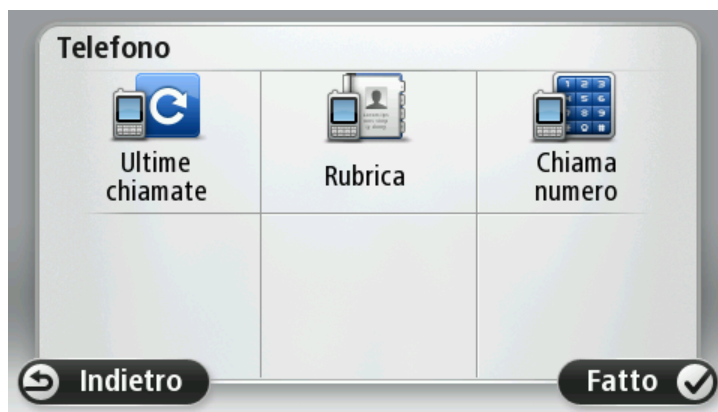 Telefono
Ultime
chiamate
Rubrica
Chiama
numero
Indietro
Fatto